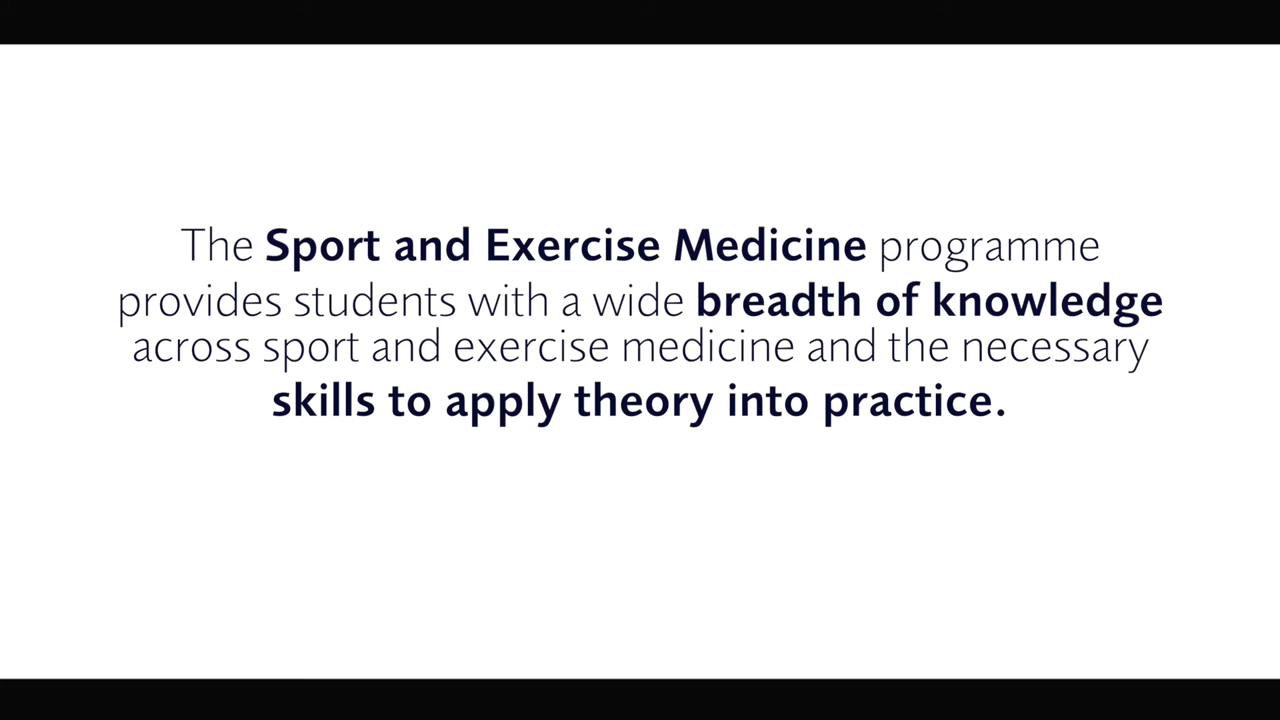 The Sport and Exercise Medicine programme
provides students with a wide breadth of knowledge
across sport and exercise medicine and the necessary
skills to apply theory into practice.